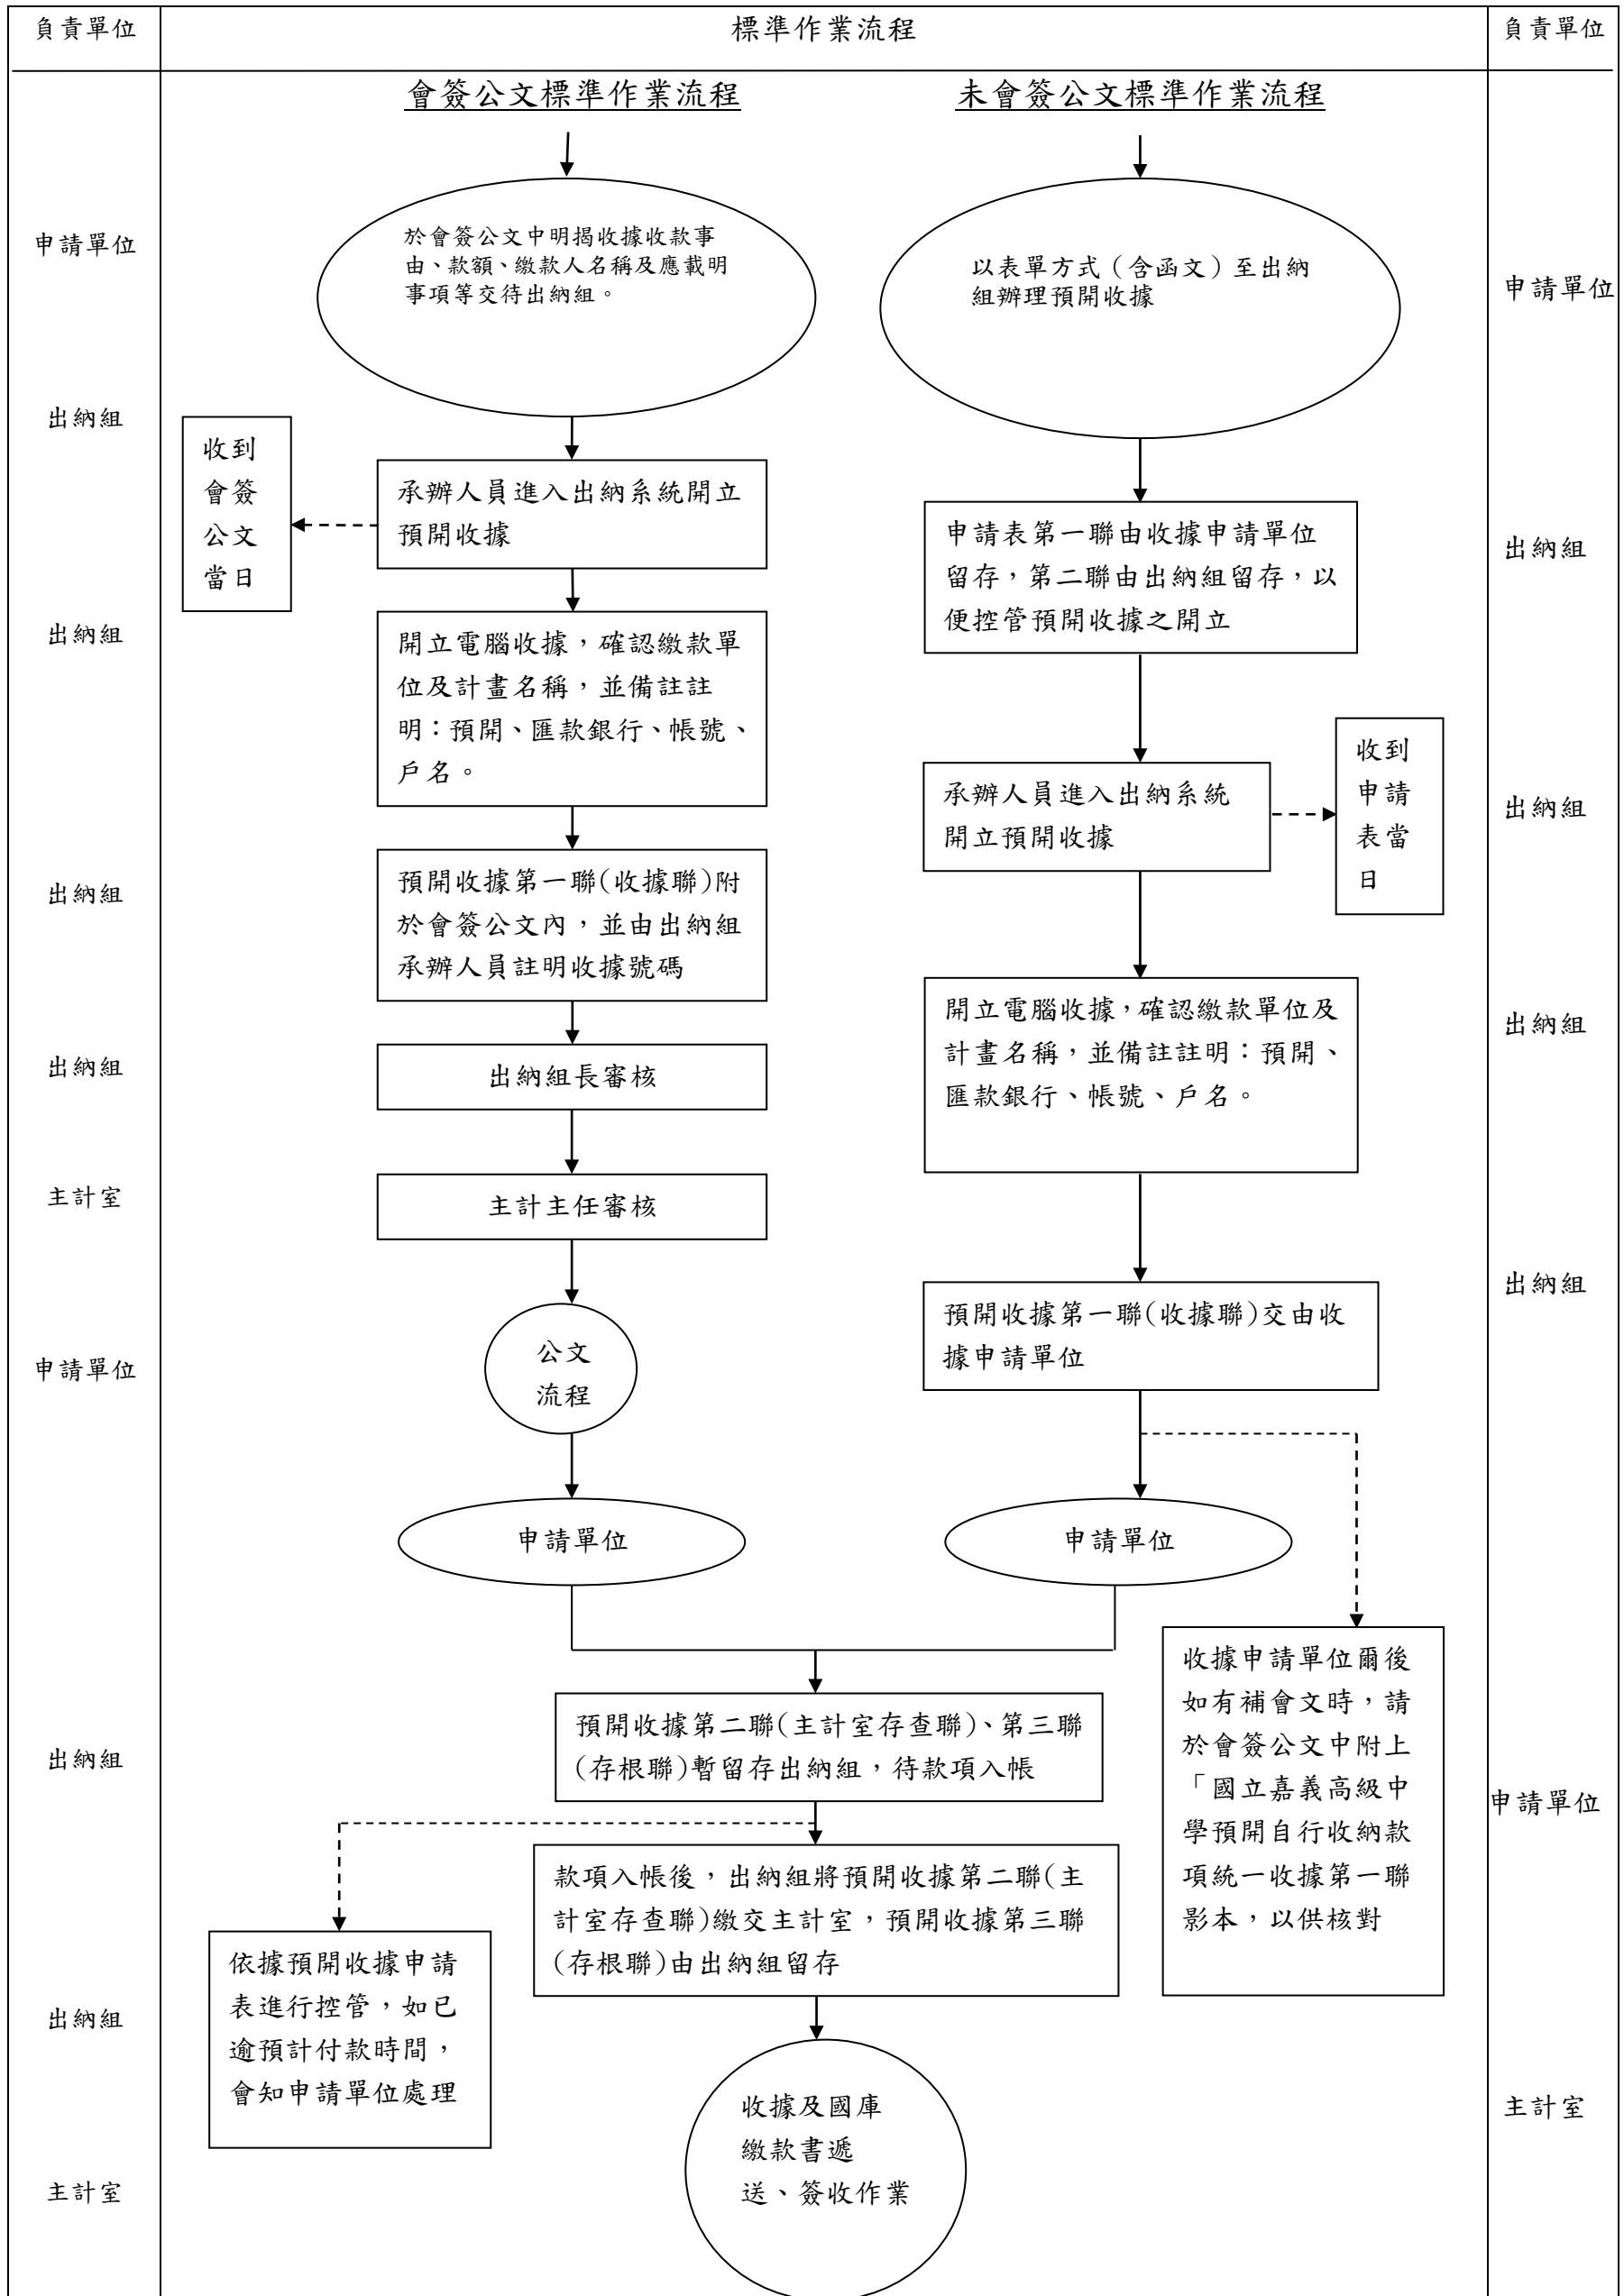 負責單位
標準作業流程
負責單位
會簽公文標準作業流程
未會簽公文標準作業流程
申請單位
於會簽公文中明揭收據收款事
由、款額、繳款人名稱及應載明
事項等交待出納組。
以表單方式（含函文）至出納
組辦理預開收據
申請單位
出納組
收到
會簽
公文
當日
承辦人員進入出納系統開立
預開收據
申請表第一聯由收據申請單位
留存，第二聯由出納組留存，以
便控管預開收據之開立
出納組
出納組
開立電腦收據，確認繳款單
位及計畫名稱，並備註註
明：預開、匯款銀行、帳號、
戶名。
承辦人員進入出納系統
開立預開收據
收到
申請
表當
日
出納組
出納組
預開收據第一聯(收據聯)附
於會簽公文內，並由出納組
承辦人員註明收據號碼
開立電腦收據，確認繳款單位及
計畫名稱，並備註註明：預開、
匯款銀行、帳號、戶名。
出納組
出納組
出納組長審核
主計室
主計主任審核
預開收據第一聯(收據聯)交由收
據申請單位
出納組
申請單位
公文
流程
申請單位
申請單位
出納組
預開收據第二聯(主計室存查聯)、第三聯
(存根聯)暫留存出納組，待款項入帳
收據申請單位爾後
如有補會文時，請
於會簽公文中附上
「國立嘉義高級中
學預開自行收納款
項統一收據第一聯
影本，以供核對
申請單位
款項入帳後，出納組將預開收據第二聯(主
計室存查聯)繳交主計室，預開收據第三聯
(存根聯)由出納組留存
出納組
依據預開收據申請
表進行控管，如已
逾預計付款時間，
會知申請單位處理
主計室
收據及國庫
繳款書遞
送、簽收作業
主計室